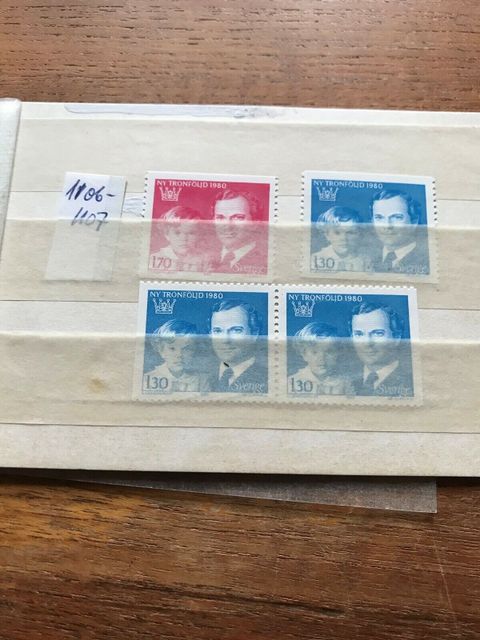 1106-
1107
NY TRONFÖLJD 1980
170
Sverige
NY TRONFÖLJD 1980
130
Sverige
NY TRONFÖLJD 1980
130
Sverige
NY TRONFÖLJD 1980
130
Sverige